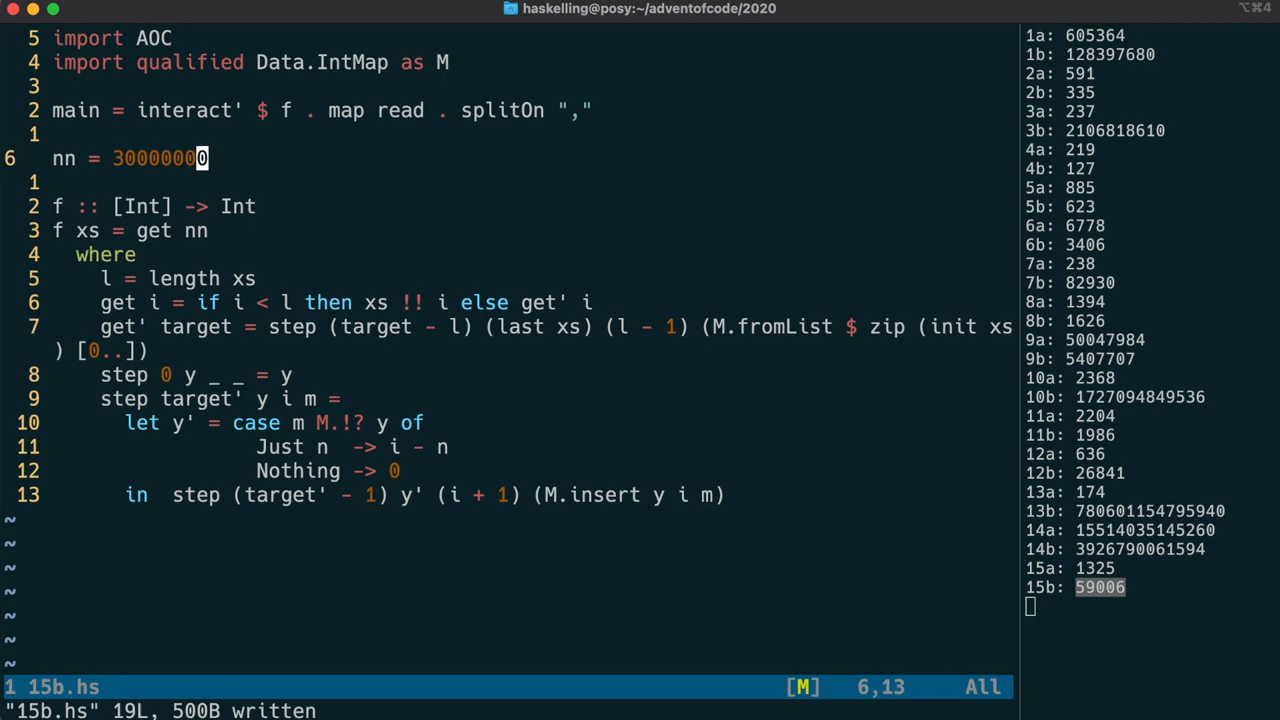 haskelling@posy:~/adventofcode/2020
⌥⌘4
5 import AOC
4 import qualified Data.IntMap as M
3
2 main = interact' $ f . map read . splitOn ","
1
6 nn = 30000000
1
2 f :: [Int] -> Int
3 f xs = get nn
4 where
5 l = length xs
6 get i = if i < l then xs !! i else get' i
7 get' target = step (target - l) (last xs) (l - 1) (M.fromList $ zip (init xs
) [0..])
8 step 0 y _ _ = y
9 step target' y i m =
10 let y' = case m M.!? y of
11 Just n -> i - n
12 Nothing -> 0
13 in step (target' - 1) y' (i + 1) (M.insert y i m)
~
~
~
~
~
~
~
1 15b.hs [M] 6,13 All
"15b.hs" 19L, 500B written
1a: 605364
1b: 128397680
2a: 591
2b: 335
3a: 237
3b: 2106818610
4a: 219
4b: 127
5a: 885
5b: 623
6a: 6778
6b: 3406
7a: 238
7b: 82930
8a: 1394
8b: 1626
9a: 50047984
9b: 5407707
10a: 2368
10b: 1727094849536
11a: 2204
11b: 1986
12a: 636
12b: 26841
13a: 174
13b: 780601154795940
14a: 15514035145260
14b: 3926790061594
15a: 1325
15b: 59006